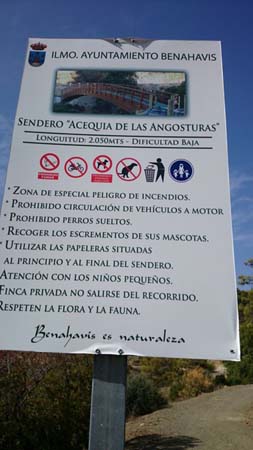 ILMO. AYUNTAMIENTO BENAHAVIS
SENDERO "ACEQUIA DE LAS ANGOSTURAS"
LONGITUD: 2.050MTS - DIFICULTAD BAJA
* ZONA DE ESPECIAL PELIGRO DE INCENDIOS.
* PROHIBIDO CIRCULACIÓN DE VEHÍCULOS A MOTOR
* PROHIBIDO PERROS SUELTOS.
* RECOGER LOS ESCREMENTOS DE SUS MASCOTAS.
* UTILIZAR LAS PAPELERAS SITUADAS
AL PRINCIPIO Y AL FINAL DEL SENDERO.
ATENCIÓN CON LOS NIÑOS PEQUEÑOS.
FINCA PRIVADA NO SALIRSE DEL RECORRIDO.
RESPETEN LA FLORA Y LA FAUNA.
Benahavís es naturaleza